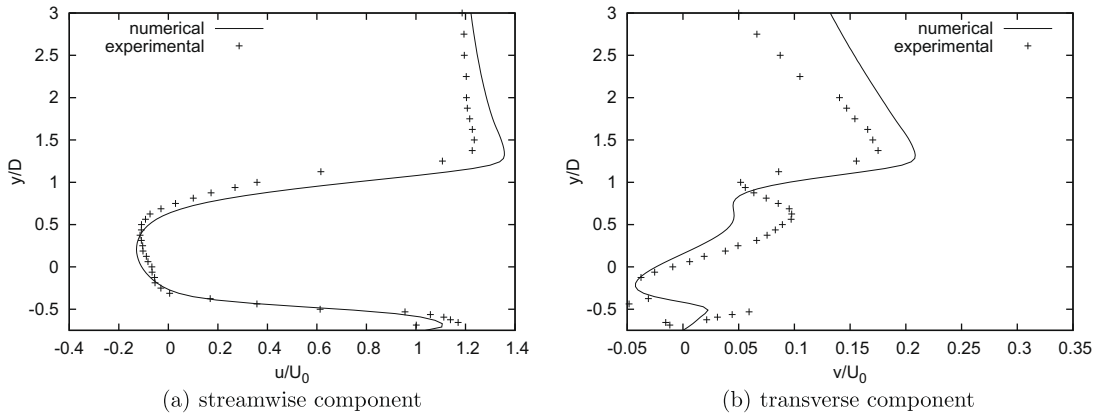 numerical
experimental
3
2.5
2
1.5
1
0.5
0
-0.5
y/D
-0.4 -0.2 0 0.2 0.4 0.6 0.8 1 1.2 1.4
u/U0
(a) streamwise component
numerical
experimental
3
2.5
2
1.5
1
0.5
0
-0.5
y/D
-0.05 0 0.05 0.1 0.15 0.2 0.25 0.3 0.35
v/U0
(b) transverse component